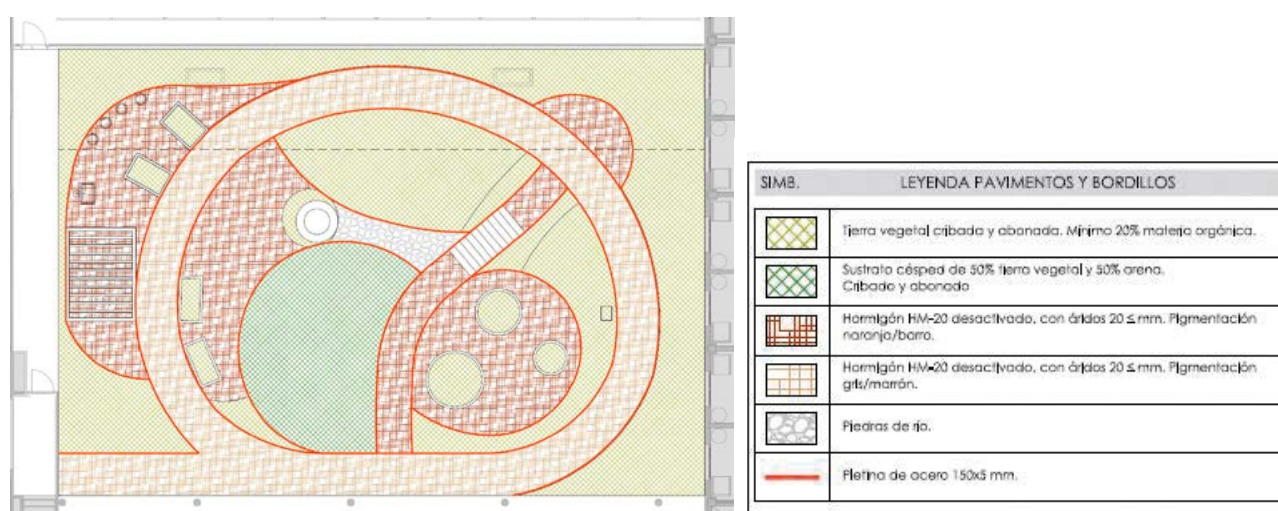 SIMB. LEYENDA PAVIMENTOS Y BORDILLOS
Tierra vegetal cribada y abonada. Mínimo 20% materia orgánica.
Sustrato césped de 50% tierra vegetal y 50% arena.
Cribado y abonado
Hormigón HM-20 desactivado, con áridos 20 ≤ mm. Pigmentación
naranja/barro.
Hormigón HM-20 desactivado, con áridos 20 ≤ mm. Pigmentación
gris/marrón.
Piedras de río.
Pletina de acero 150x5 mm.